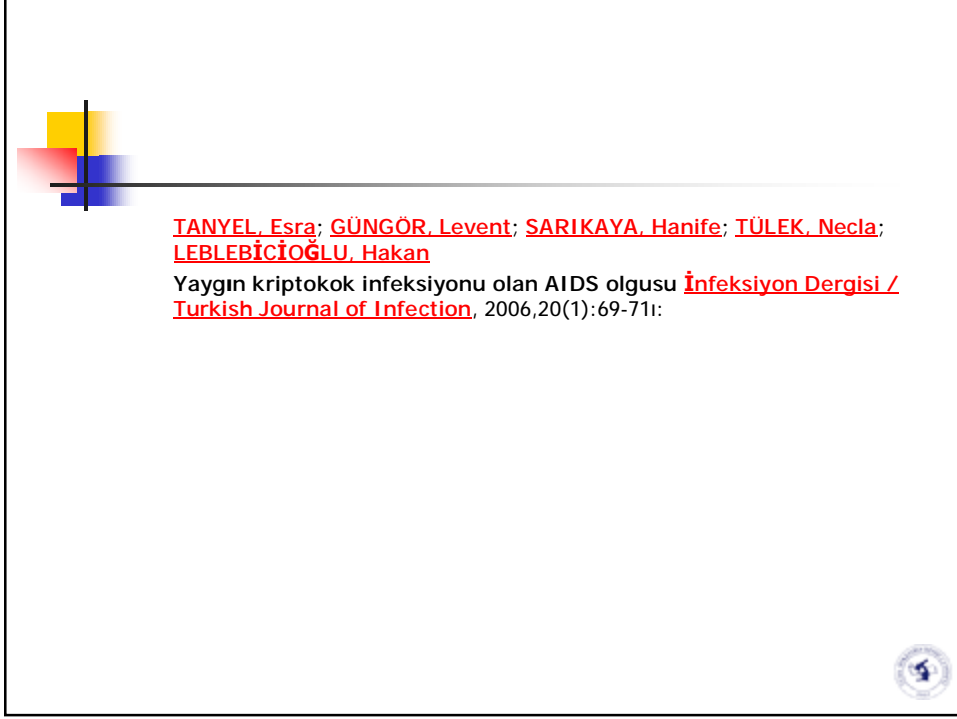 TANYEL, Esra; GÜNGÖR, Levent; SARIKAYA, Hanife; TÜLEK, Necla;
LEBLEBİCİOĞLU, Hakan
Yaygın kriptokok infeksiyonu olan AIDS olgusu İnfeksiyon Dergisi /
Turkish Journal of Infection, 2006,20(1):69-71ı: